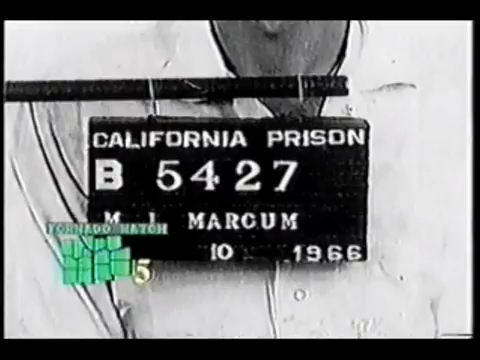 CALIFORNIA PRISON
B 5427
M. J. MARCUM
TORNADO WATCH
10 1966
5